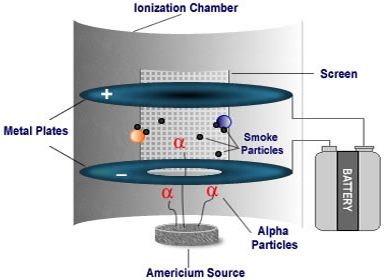 Ionization Chamber
Screen
+
Metal Plates
Smoke
Particles
α
−
α
α
BATTERY
Alpha
Particles
Americium Source